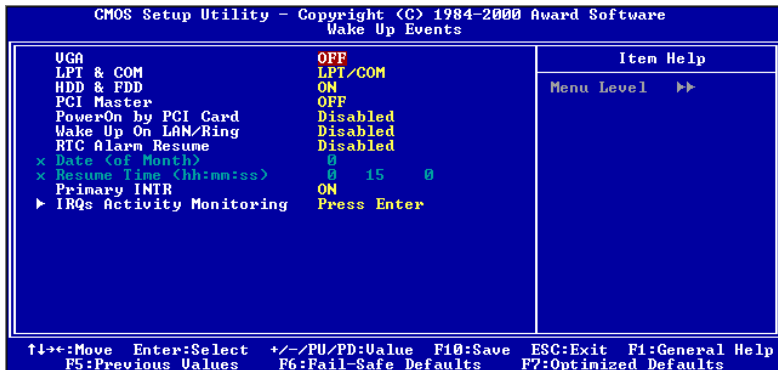 CMOS Setup Utility - Copyright (C) 1984-2000 Award Software
Wake Up Events
VGA OFF
LPT & COM LPT/COM
HDD & FDD ON
PCI Master OFF
PowerOn by PCI Card Disabled
Wake Up On LAN/Ring Disabled
RTC Alarm Resume Disabled
x Date (of Month) 0
x Resume Time (hh:mm:ss) 0 15 0
Primary INTR ON
▶ IRQs Activity Monitoring Press Enter
Item Help
Menu Level ▶▶
↑↓→←:Move Enter:Select +/-/PU/PD:Value F10:Save ESC:Exit F1:General Help
F5:Previous Values F6:Fail-Safe Defaults F7:Optimized Defaults